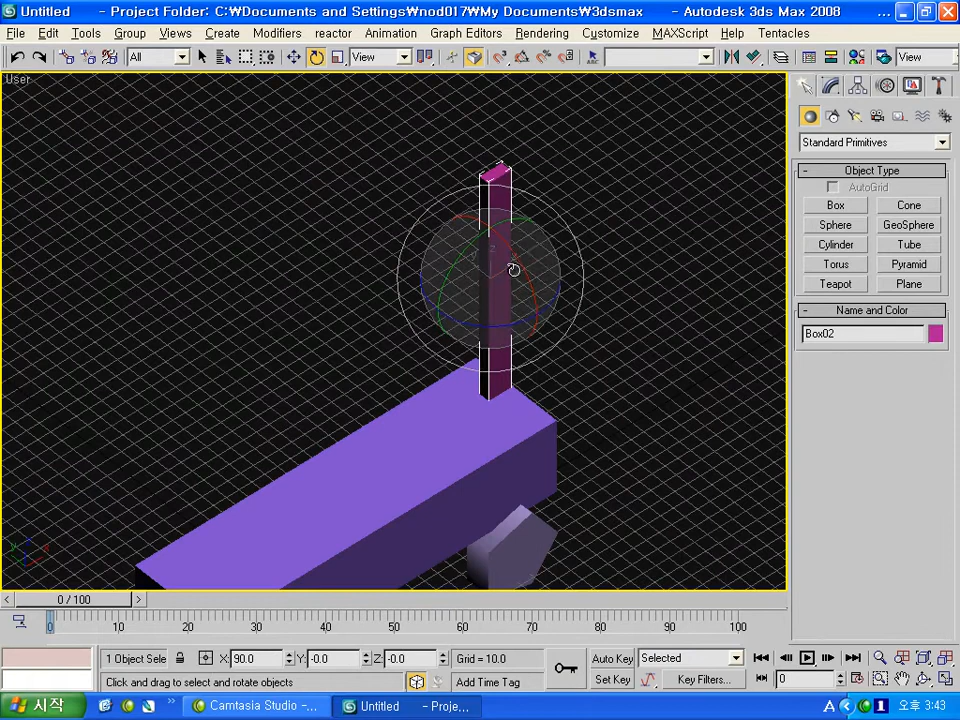 Untitled - Project Folder: C:₩Documents and Settings₩nod017₩My Documents₩3dsmax - Autodesk 3ds Max 2008 ...
File Edit Tools Group Views Create Modifiers reactor Animation Graph Editors Rendering Customize MAXScript Help Tentacles
All View View
User
Standard Primitives
- Object Type
AutoGrid
Box Cone
Sphere GeoSphere
Cylinder Tube
Torus Pyramid
Teapot Plane
- Name and Color
Box02
< 0 / 100 >
0 10 20 30 40 50 60 70 80 90 100
1 Object Sele X: 90.0 Y: -0.0 Z: -0.0 Grid = 10.0 Auto Key Selected
Click and drag to select and rotate objects Add Time Tag Set Key Key Filters... 0
시작 Camtasia Studio - ... Untitled - Proje... A 오후 3:43